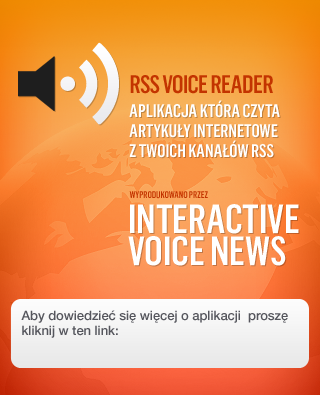 RSS VOICE READER
APLIKACJA KTÓRA CZYTA
ARTYKUŁY INTERNETOWE
Z TWOICH KANAŁÓW RSS
WYPRODUKOWANO PRZEZ
INTERACTIVE
VOICE NEWS
Aby dowiedzieć się więcej o aplikacji  proszę
kliknij w ten link: